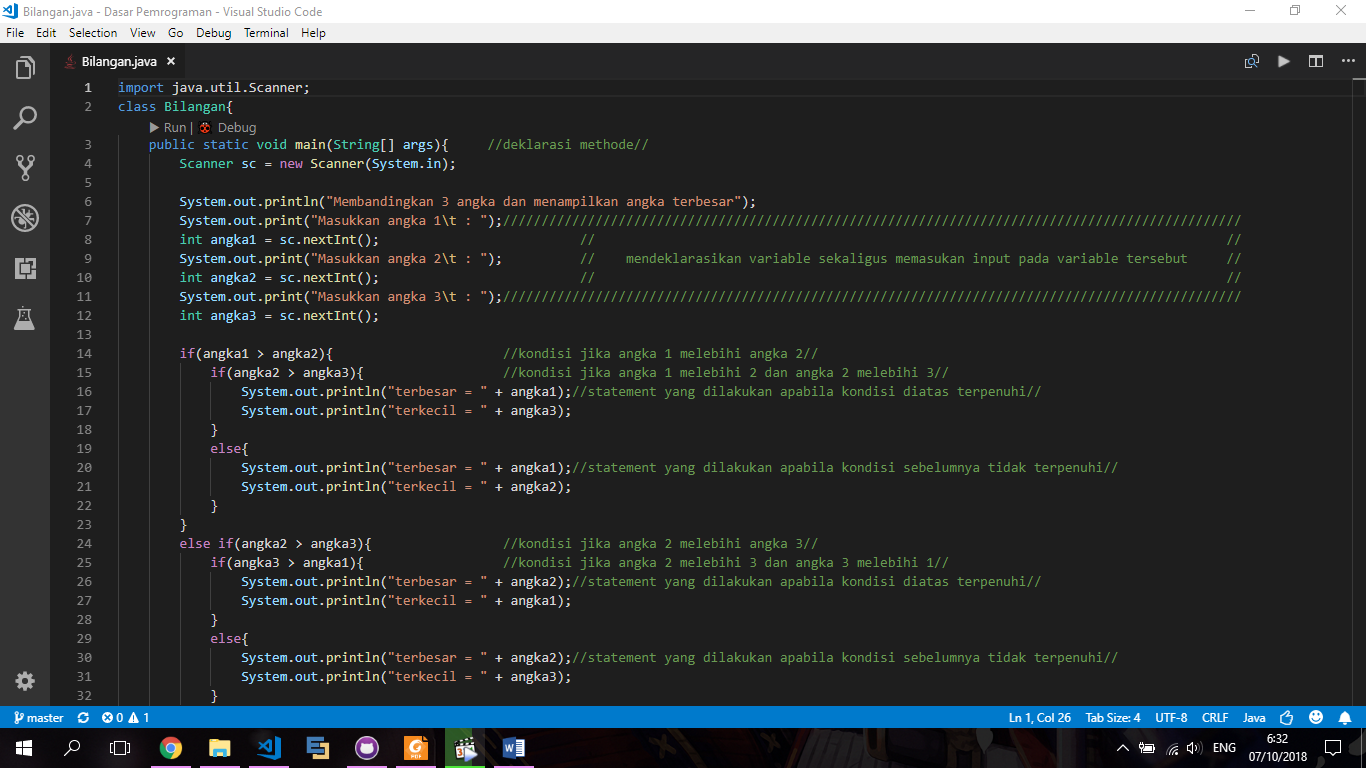 Bilangan.java - Dasar Pemrograman - Visual Studio Code
File Edit Selection View Go Debug Terminal Help
Bilangan.java
1 import java.util.Scanner;
2 class Bilangan{
Run | Debug
3 public static void main(String[] args){ //deklarasi methode//
4 Scanner sc = new Scanner(System.in);
5
6 System.out.println("Membandingkan 3 angka dan menampilkan angka terbesar");
7 System.out.print("Masukkan angka 1\t : ");////////////////////////////////////////////////////////////////////////////////////////////////
8 int angka1 = sc.nextInt(); // //
9 System.out.print("Masukkan angka 2\t : "); // mendeklarasikan variable sekaligus memasukan input pada variable tersebut //
10 int angka2 = sc.nextInt(); // //
11 System.out.print("Masukkan angka 3\t : ");////////////////////////////////////////////////////////////////////////////////////////////////
12 int angka3 = sc.nextInt();
13
14 if(angka1 > angka2){ //kondisi jika angka 1 melebihi angka 2//
15 if(angka2 > angka3){ //kondisi jika angka 1 melebihi 2 dan angka 2 melebihi 3//
16 System.out.println("terbesar = " + angka1);//statement yang dilakukan apabila kondisi diatas terpenuhi//
17 System.out.println("terkecil = " + angka3);
18 }
19 else{
20 System.out.println("terbesar = " + angka1);//statement yang dilakukan apabila kondisi sebelumnya tidak terpenuhi//
21 System.out.println("terkecil = " + angka2);
22 }
23 }
24 else if(angka2 > angka3){ //kondisi jika angka 2 melebihi angka 3//
25 if(angka3 > angka1){ //kondisi jika angka 2 melebihi 3 dan angka 3 melebihi 1//
26 System.out.println("terbesar = " + angka2);//statement yang dilakukan apabila kondisi diatas terpenuhi//
27 System.out.println("terkecil = " + angka1);
28 }
29 else{
30 System.out.println("terbesar = " + angka2);//statement yang dilakukan apabila kondisi sebelumnya tidak terpenuhi//
31 System.out.println("terkecil = " + angka3);
32 }
master 0 1 Ln 1, Col 26 Tab Size: 4 UTF-8 CRLF Java
ENG 6:32
07/10/2018